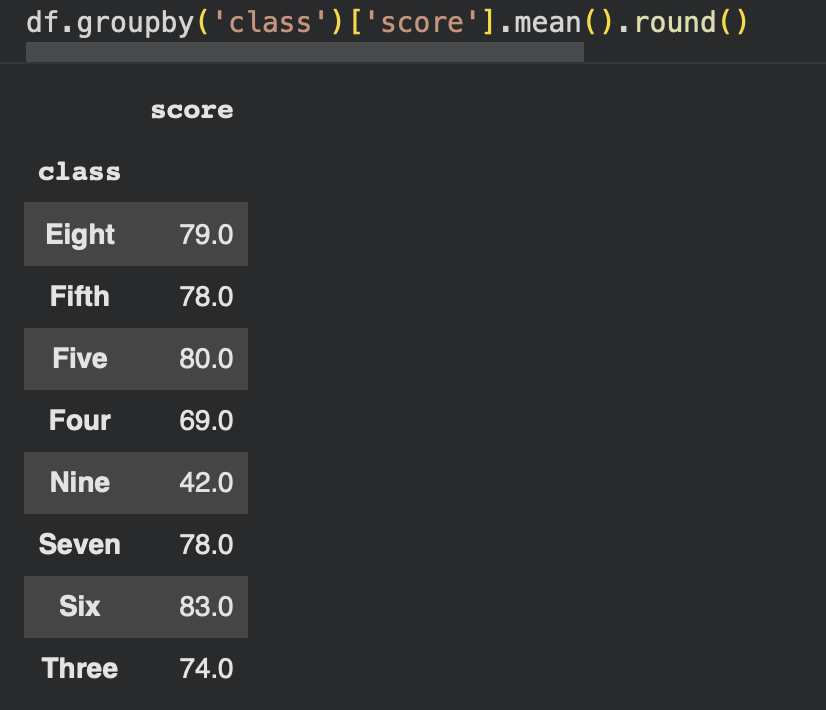 df.groupby('class')['score'].mean().round()
score
class
Eight 79.0
Fifth 78.0
Five 80.0
Four 69.0
Nine 42.0
Seven 78.0
Six 83.0
Three 74.0